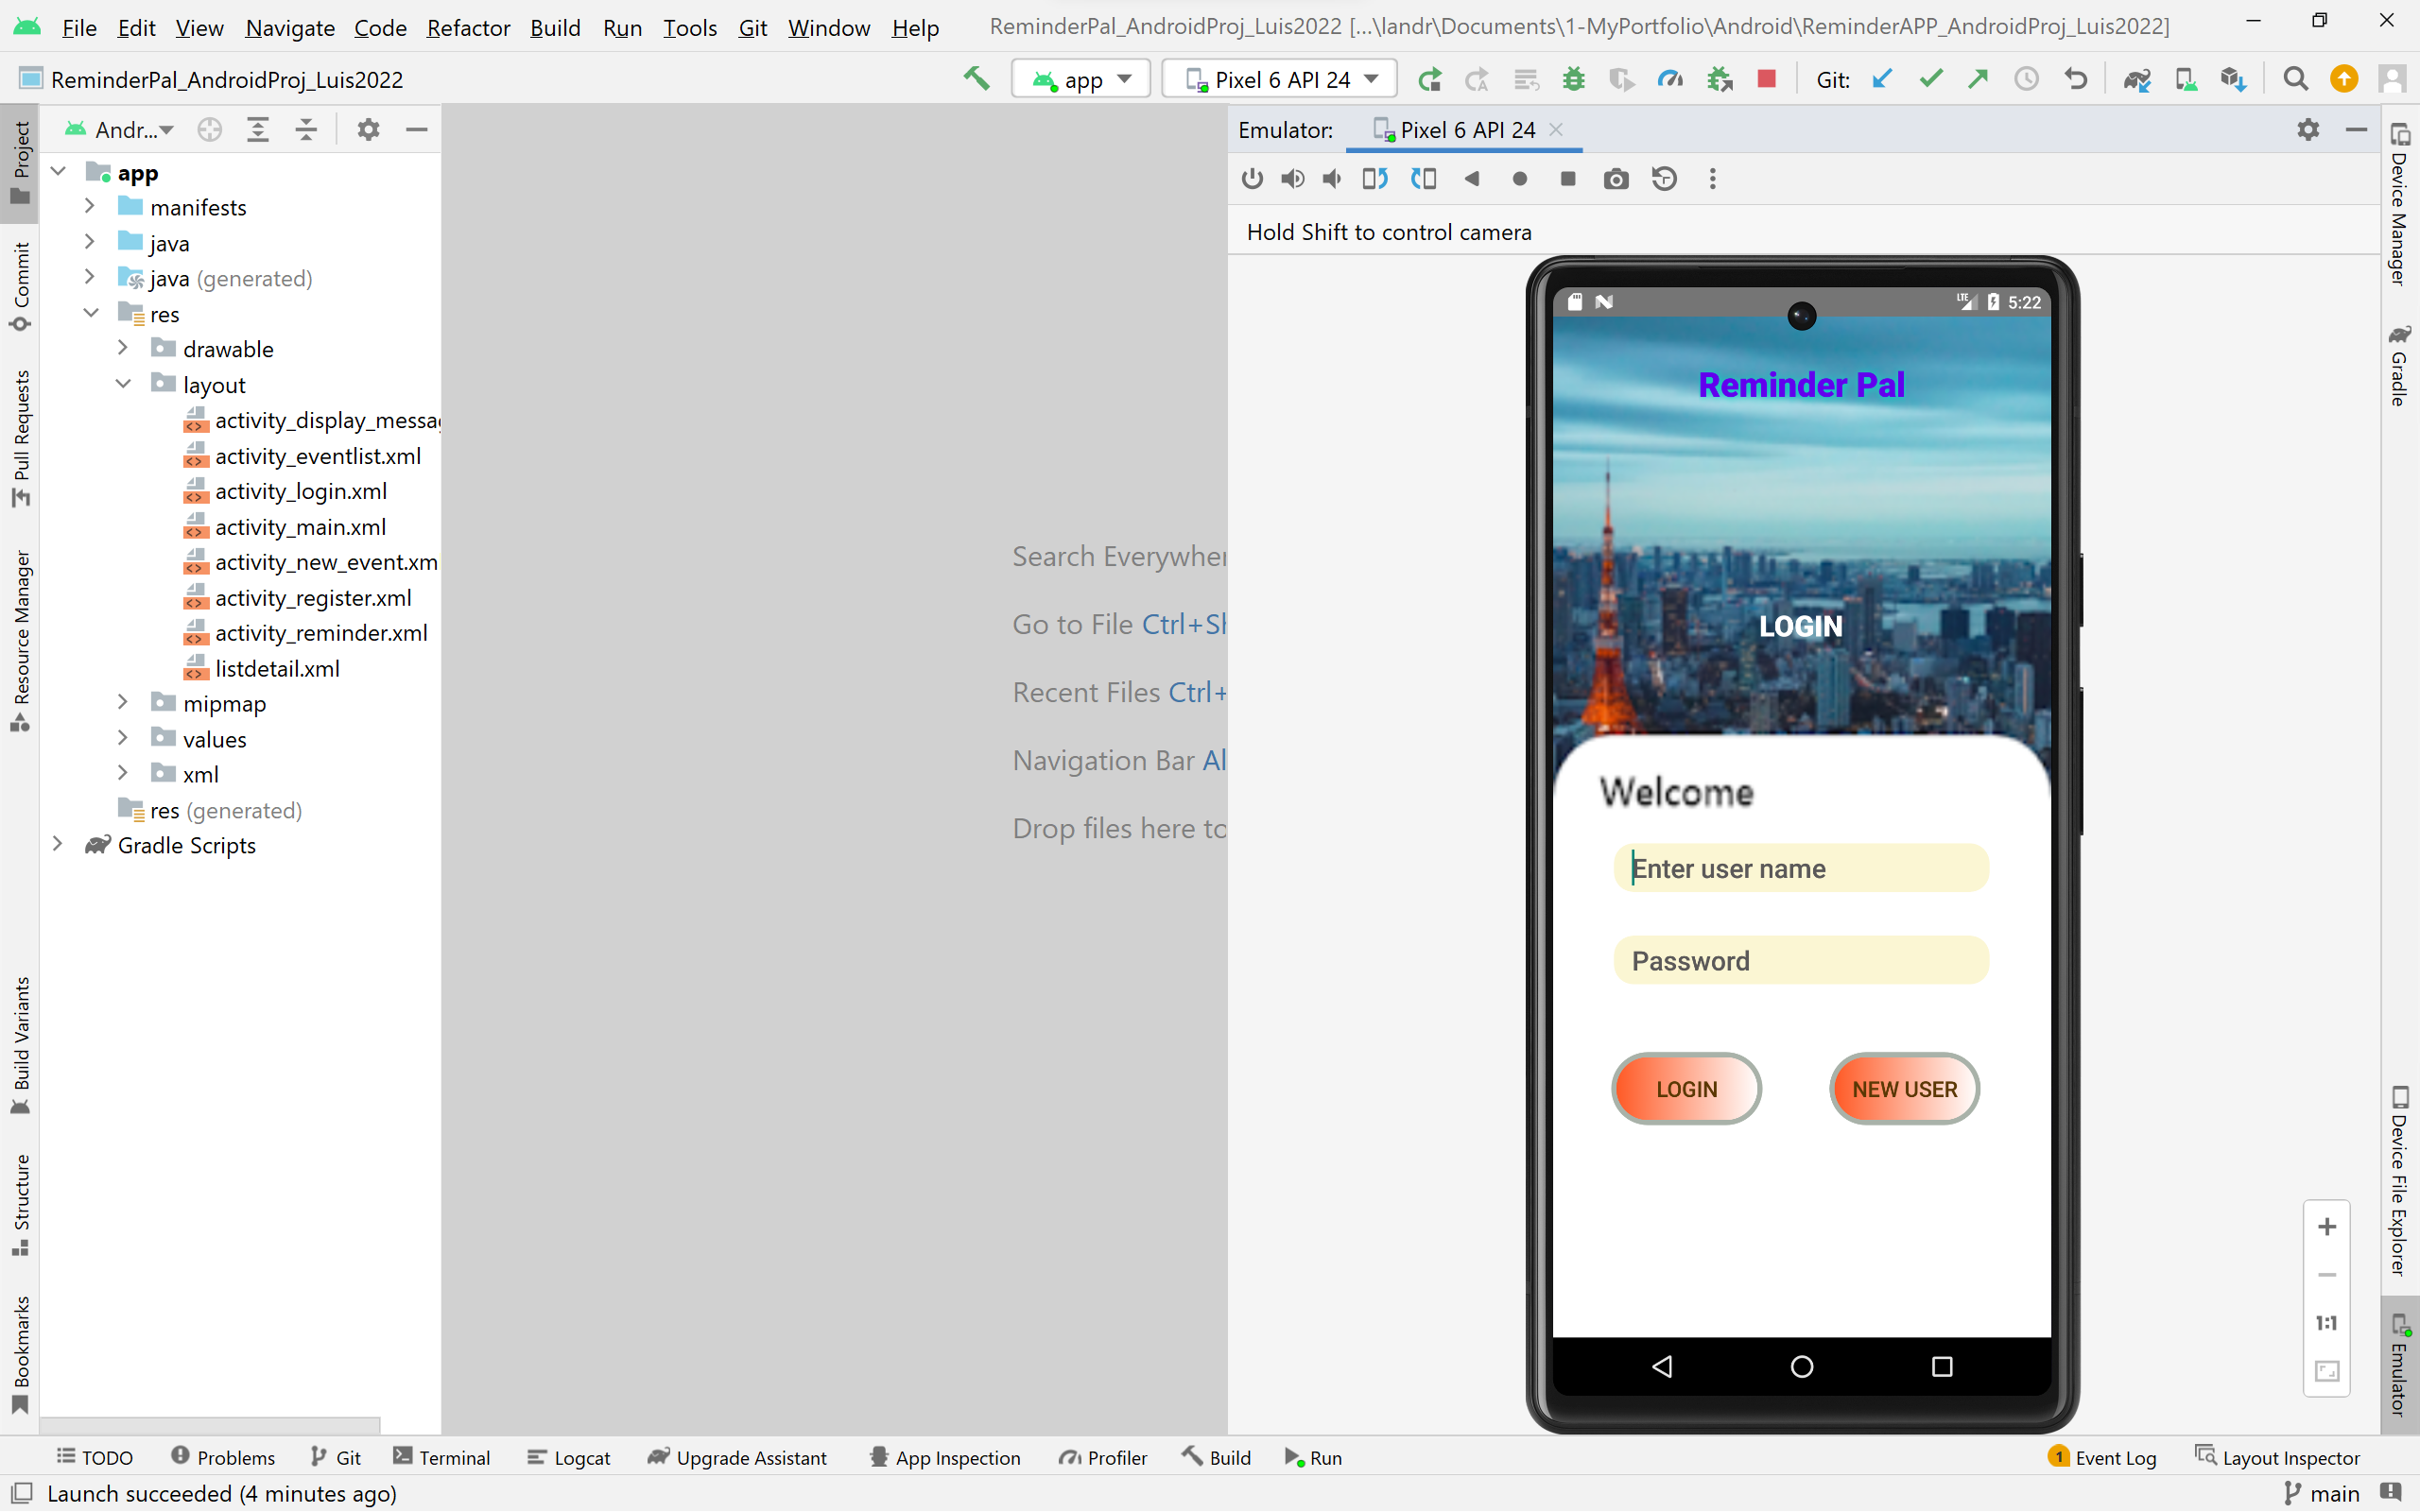 File Edit View Navigate Code Refactor Build Run Tools Git Window Help ReminderPal_AndroidProj_Luis2022 [...\landr\Documents\1-MyPortfolio\Android\ReminderAPP_AndroidProj_Luis2022]
ReminderPal_AndroidProj_Luis2022 app Pixel 6 API 24 Git:
Andr...
Emulator: Pixel 6 API 24
Hold Shift to control camera
Project
Commit
Pull Requests
Resource Manager
Build Variants
Structure
Bookmarks
app
manifests
java
java (generated)
res
drawable
layout
activity_display_messa
activity_eventlist.xml
activity_login.xml
activity_main.xml
activity_new_event.xm
activity_register.xml
activity_reminder.xml
listdetail.xml
mipmap
values
xml
res (generated)
Gradle Scripts
Search Everywher
Go to File Ctrl+Sh
Recent Files Ctrl+
Navigation Bar Al
Drop files here to
LTE 5:22
Reminder Pal
LOGIN
Welcome
Enter user name
Password
LOGIN NEW USER
1:1
Device Manager
Gradle
Device File Explorer
Emulator
TODO Problems Git Terminal Logcat Upgrade Assistant App Inspection Profiler Build Run 1 Event Log Layout Inspector
Launch succeeded (4 minutes ago) main